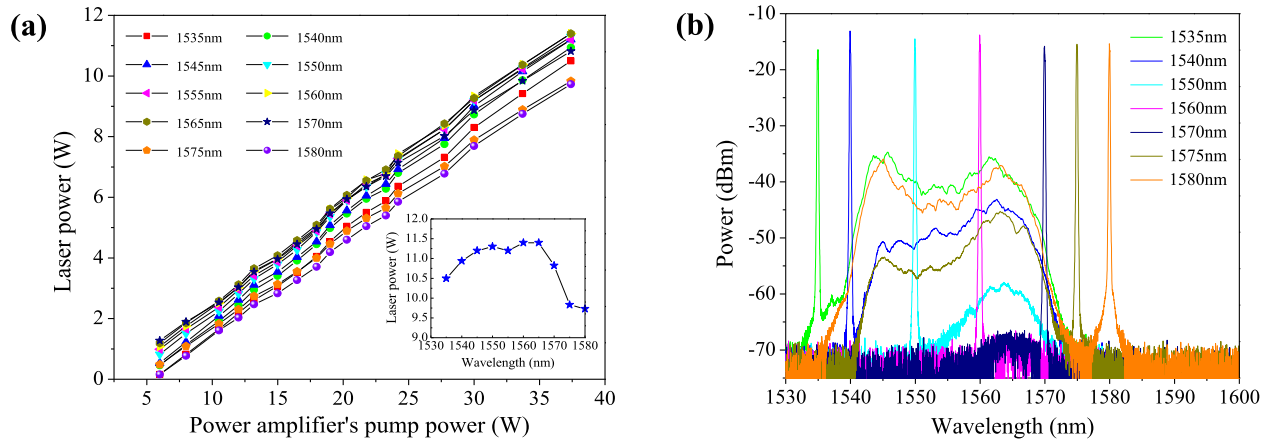 (a)
12
10
8
6
4
2
0
Laser power (W)
1535nm 1540nm
1545nm 1550nm
1555nm 1560nm
1565nm 1570nm
1575nm 1580nm
12.0
11.5
11.0
10.5
10.0
9.5
9.0
Laser power (W)
1530 1540 1550 1560 1570 1580
Wavelength (nm)
5 10 15 20 25 30 35 40
Power amplifier's pump power (W)
(b)
-10
-20
-30
-40
-50
-60
-70
Power (dBm)
1535nm
1540nm
1550nm
1560nm
1570nm
1575nm
1580nm
1530 1540 1550 1560 1570 1580 1590 1600
Wavelength (nm)